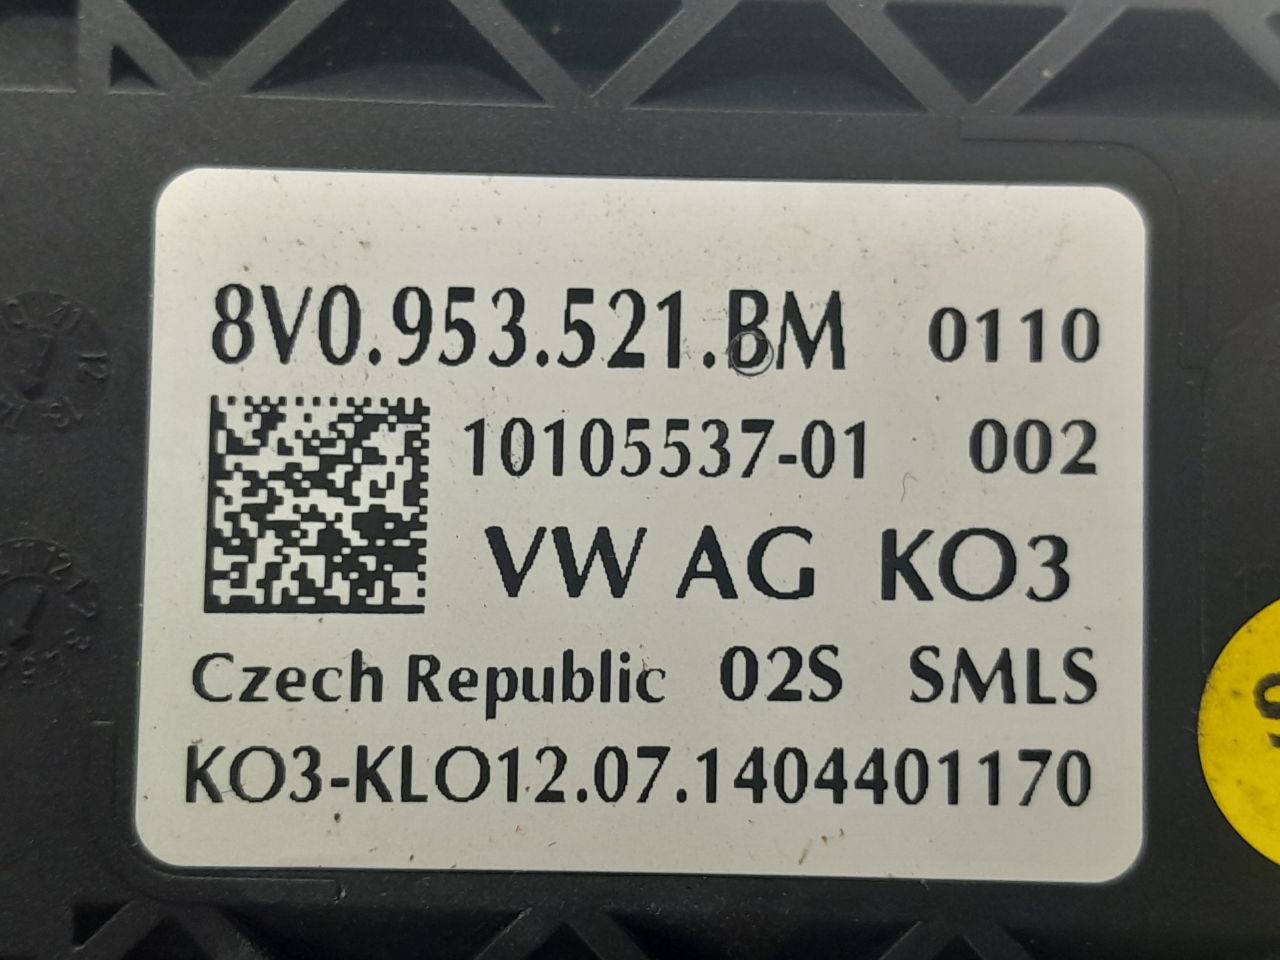 8V0.953.521.BM 0110
10105537-01 002
VW AG KO3
Czech Republic 02S SMLS
KO3-KLO12.07.1404401170